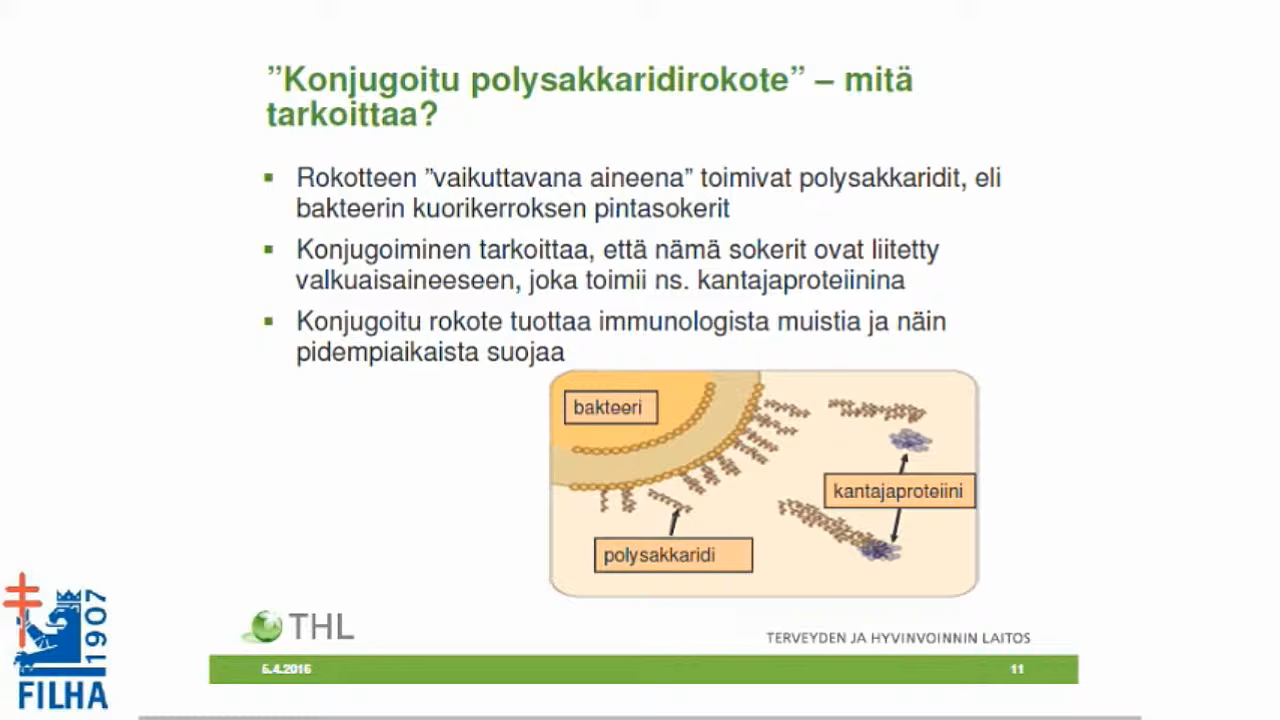 ”Konjugoitu polysakkaridirokote” – mitä
tarkoittaa?
▪ Rokotteen ”vaikuttavana aineena” toimivat polysakkaridit, eli
bakteerin kuorikerroksen pintasokerit
▪ Konjugoiminen tarkoittaa, että nämä sokerit ovat liitetty
valkuaisaineeseen, joka toimii ns. kantajaproteiinina
▪ Konjugoitu rokote tuottaa immunologista muistia ja näin
pidempiaikaista suojaa
bakteeri
kantajaproteiini
polysakkaridi
THL
TERVEYDEN JA HYVINVOINNIN LAITOS
5.4.2016
11
1907
FILHA